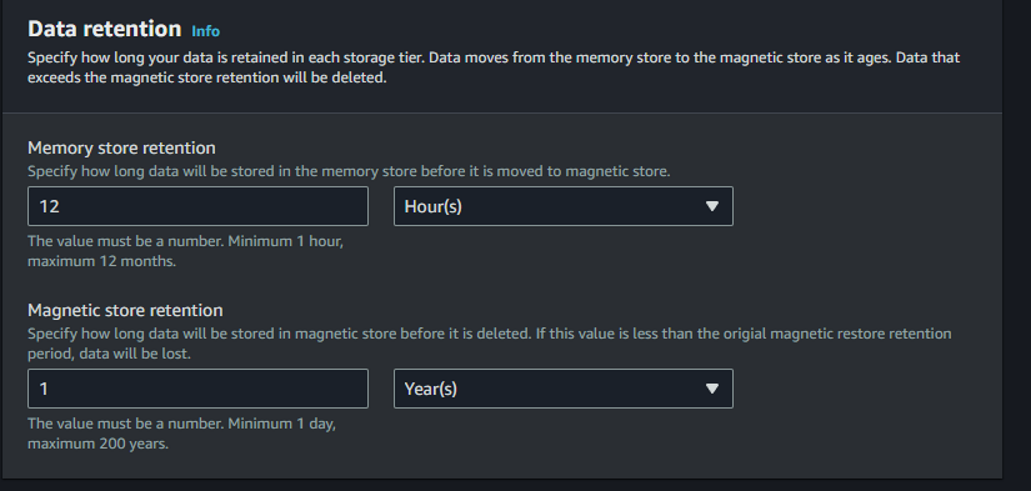 Data retention Info
Specify how long your data is retained in each storage tier. Data moves from the memory store to the magnetic store as it ages. Data that
exceeds the magnetic store retention will be deleted.
Memory store retention
Specify how long data will be stored in the memory store before it is moved to magnetic store.
12 Hour(s)
The value must be a number. Minimum 1 hour,
maximum 12 months.
Magnetic store retention
Specify how long data will be stored in magnetic store before it is deleted. If this value is less than the origial magnetic restore retention
period, data will be lost.
1 Year(s)
The value must be a number. Minimum 1 day,
maximum 200 years.